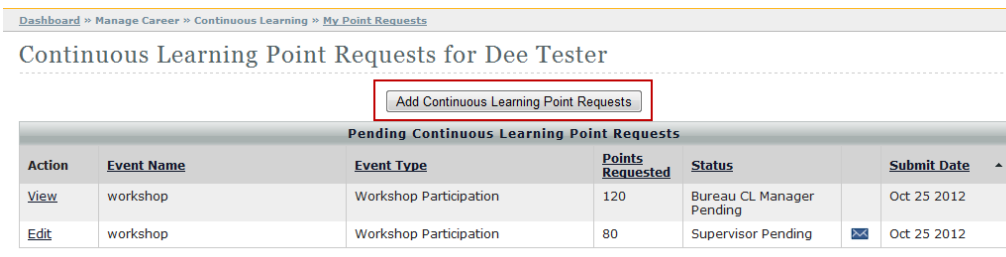 Dashboard » Manage Career » Continuous Learning » My Point Requests
Continuous Learning Point Requests for Dee Tester
Add Continuous Learning Point Requests
Pending Continuous Learning Point Requests
Action Event Name Event Type Points Requested Status Submit Date
View workshop Workshop Participation 120 Bureau CL Manager Pending Oct 25 2012
Edit workshop Workshop Participation 80 Supervisor Pending Oct 25 2012